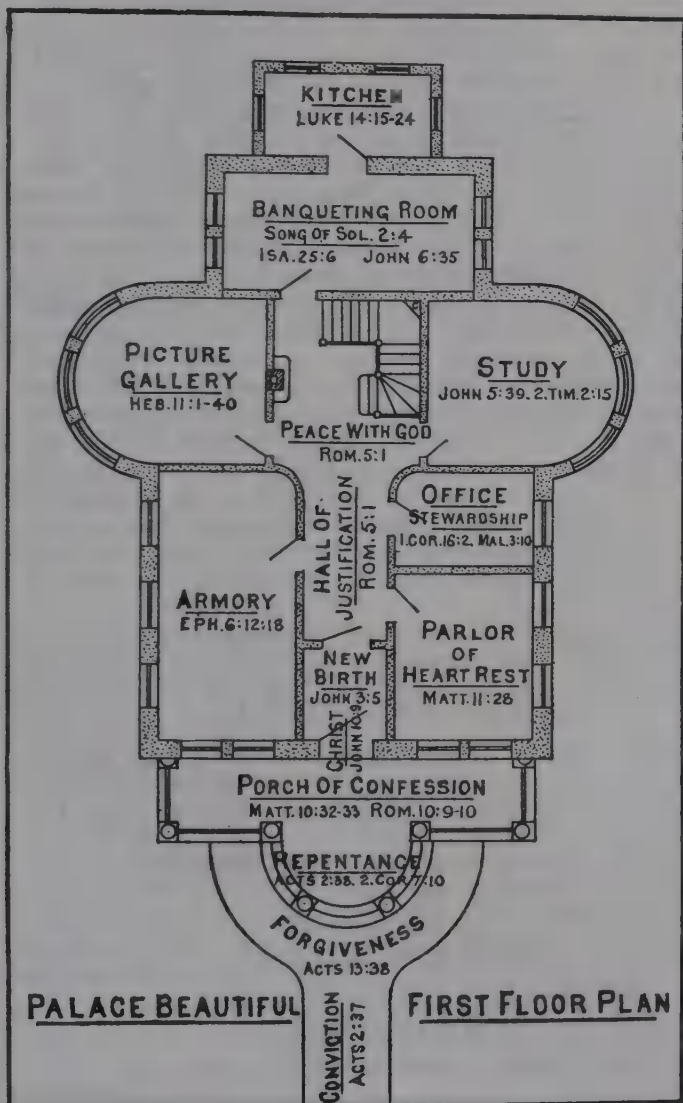 KITCHEN
LUKE 14:15-24
BANQUETING ROOM
SONG OF SOL. 2:4
ISA. 25:6 JOHN 6:35
PICTURE
GALLERY
HEB. 11:1-40
STUDY
JOHN 5:39. 2. TIM. 2:15
PEACE WITH GOD
ROM. 5:1
OFFICE
STEWARDSHIP
I. COR. 16:2. MAL. 3:10
HALL OF
JUSTIFICATION
ROM. 5:1
ARMORY
EPH. 6:12:18
PARLOR
OF
HEART REST
MATT. 11:28
NEW
BIRTH
JOHN 3:5
CHRIST
JOHN 10:9
PORCH OF CONFESSION
MATT. 10:32-33 ROM. 10:9-10
REPENTANCE
ACTS 2:38. 2. COR 7:10
FORGIVENESS
ACTS 13:38
CONVICTION
ACTS 2:37
PALACE BEAUTIFUL
FIRST FLOOR PLAN